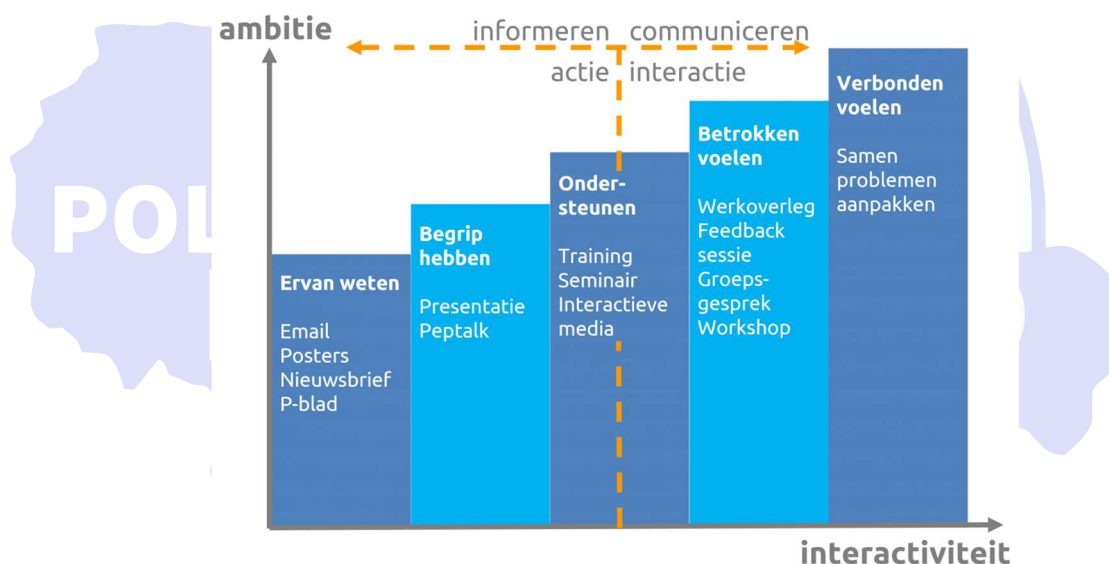 ambitie
informeren communiceren
actie interactie
Ervan weten
Email
Posters
Nieuwsbrief
P-blad
Begrip
hebben
Presentatie
Peptalk
Onder-
steunen
Training
Seminair
Interactieve
media
Betrokken
voelen
Werkoverleg
Feedback
sessie
Groeps-
gesprek
Workshop
Verbonden
voelen
Samen
problemen
aanpakken
interactiviteit
POL